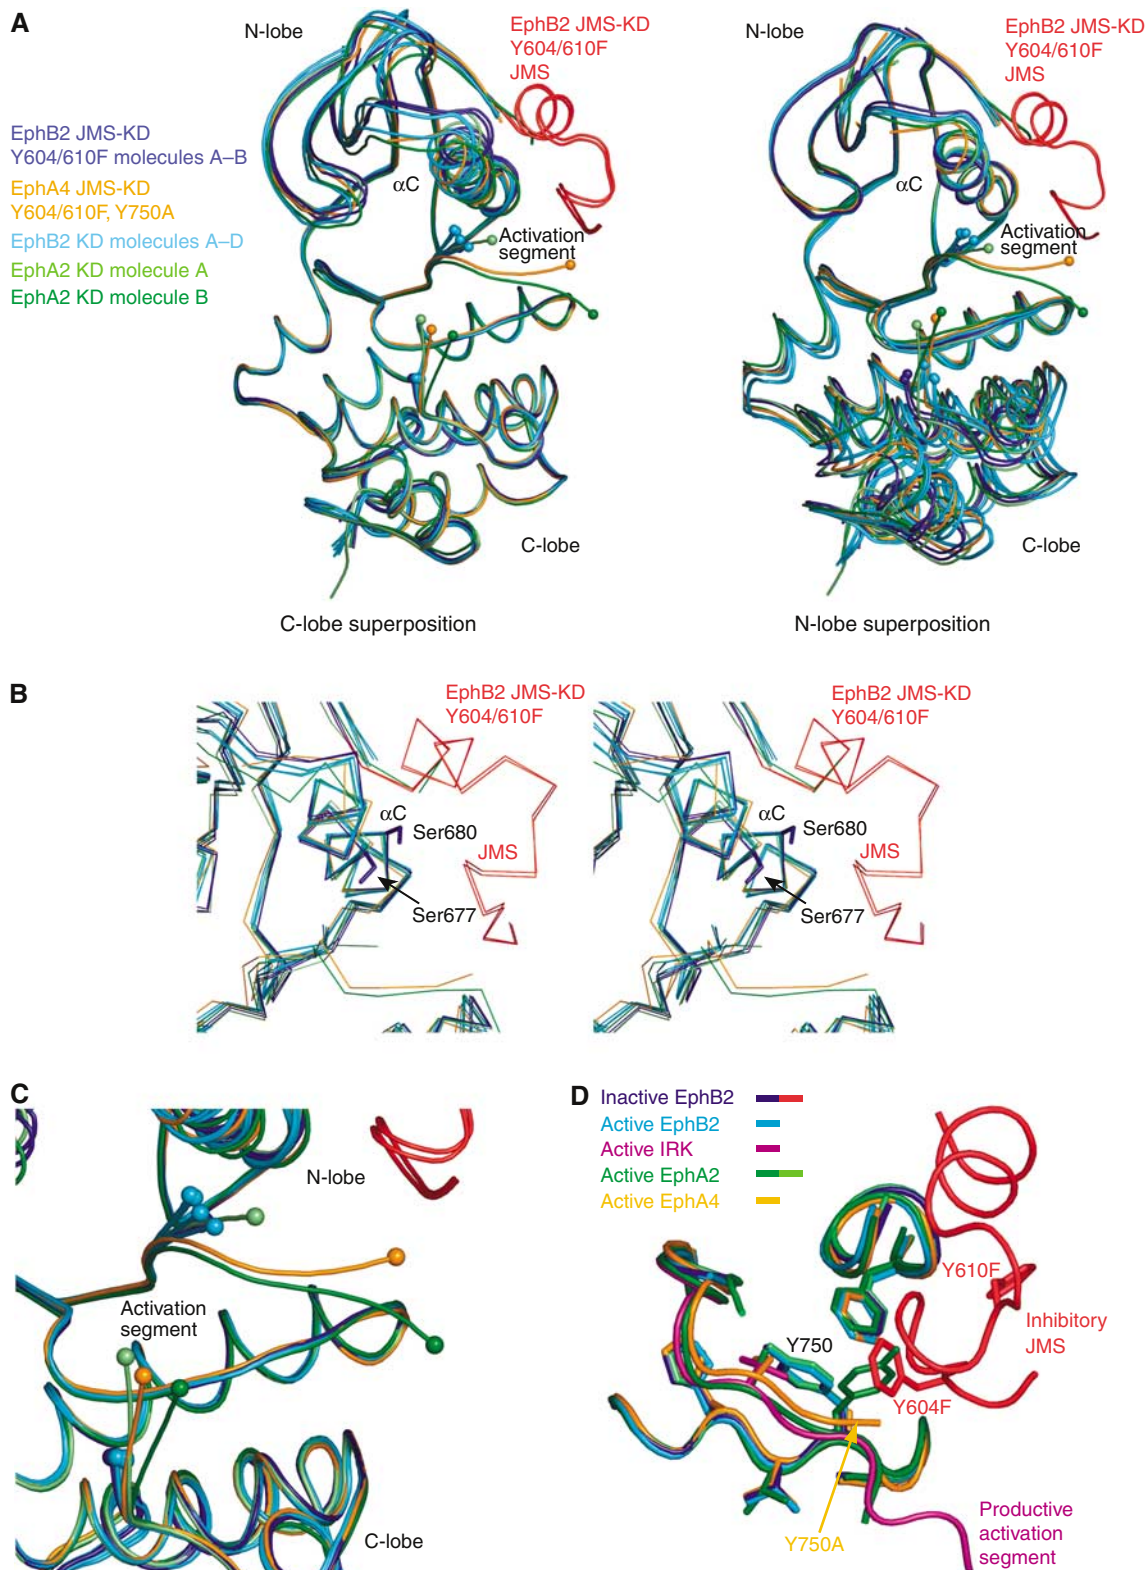 A
N-lobe
EphB2 JMS-KD
Y604/610F
JMS
EphB2 JMS-KD
Y604/610F molecules A–B
EphA4 JMS-KD
Y604/610F, Y750A
EphB2 KD molecules A–D
EphA2 KD molecule A
EphA2 KD molecule B
αC
Activation
segment
C-lobe
C-lobe superposition
N-lobe
EphB2 JMS-KD
Y604/610F
JMS
αC
Activation
segment
C-lobe
N-lobe superposition
B
EphB2 JMS-KD
Y604/610F
αC
Ser680
JMS
Ser677
EphB2 JMS-KD
Y604/610F
αC
Ser680
JMS
Ser677
C
N-lobe
Activation
segment
C-lobe
D
Inactive EphB2
Active EphB2
Active IRK
Active EphA2
Active EphA4
Y610F
Inhibitory
JMS
Y750
Y604F
Y750A
Productive
activation
segment